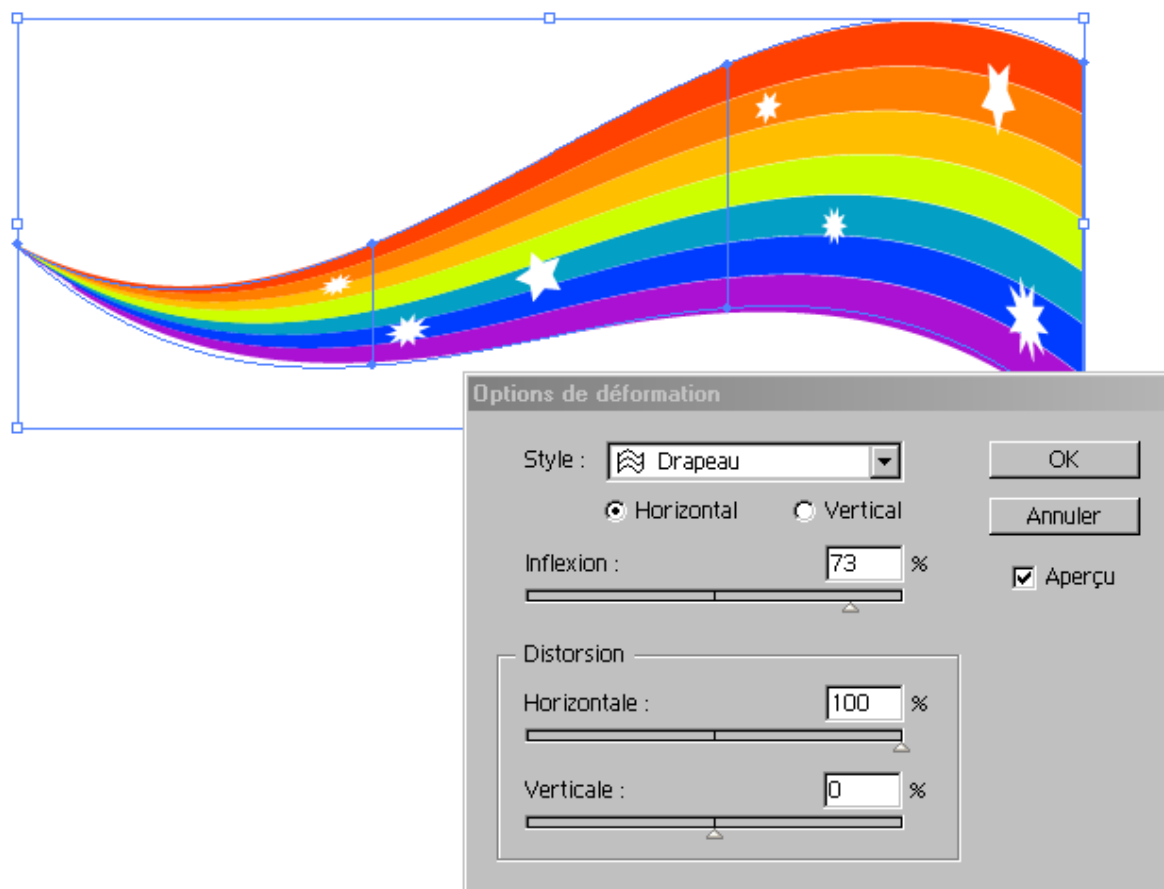 Options de déformation
Style : Drapeau OK
Horizontal Vertical Annuler
Inflexion : 73 % Aperçu
Distorsion
Horizontale : 100 %
Verticale : 0 %